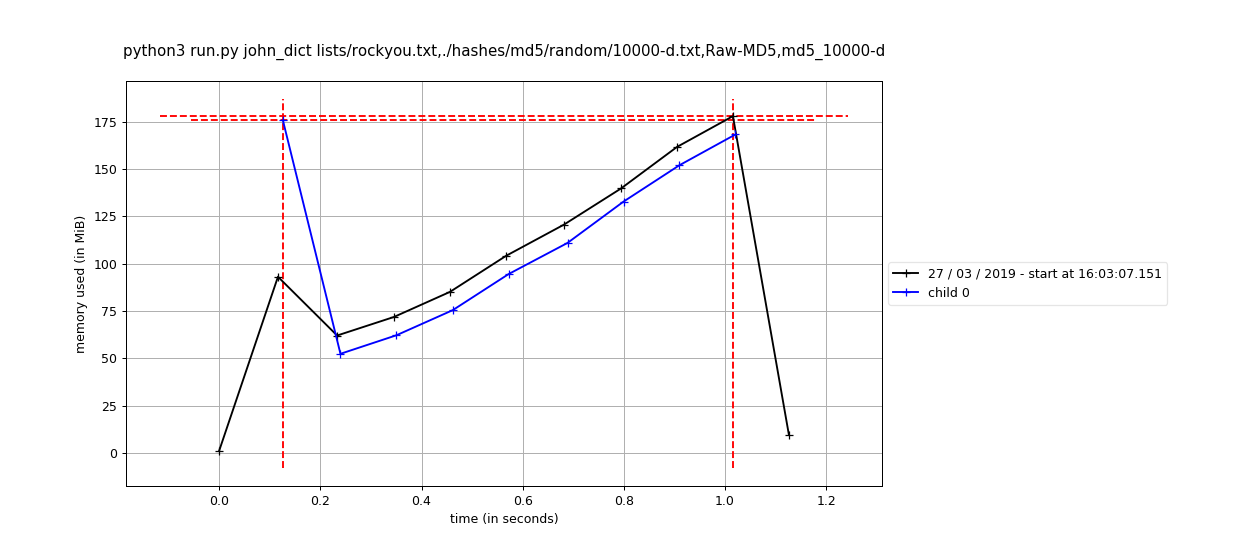 python3 run.py john_dict lists/rockyou.txt,./hashes/md5/random/10000-d.txt,Raw-MD5,md5_10000-d
175
150
125
100
75
50
25
0
memory used (in MiB)
0.0 0.2 0.4 0.6 0.8 1.0 1.2
time (in seconds)
27 / 03 / 2019 - start at 16:03:07.151
child 0